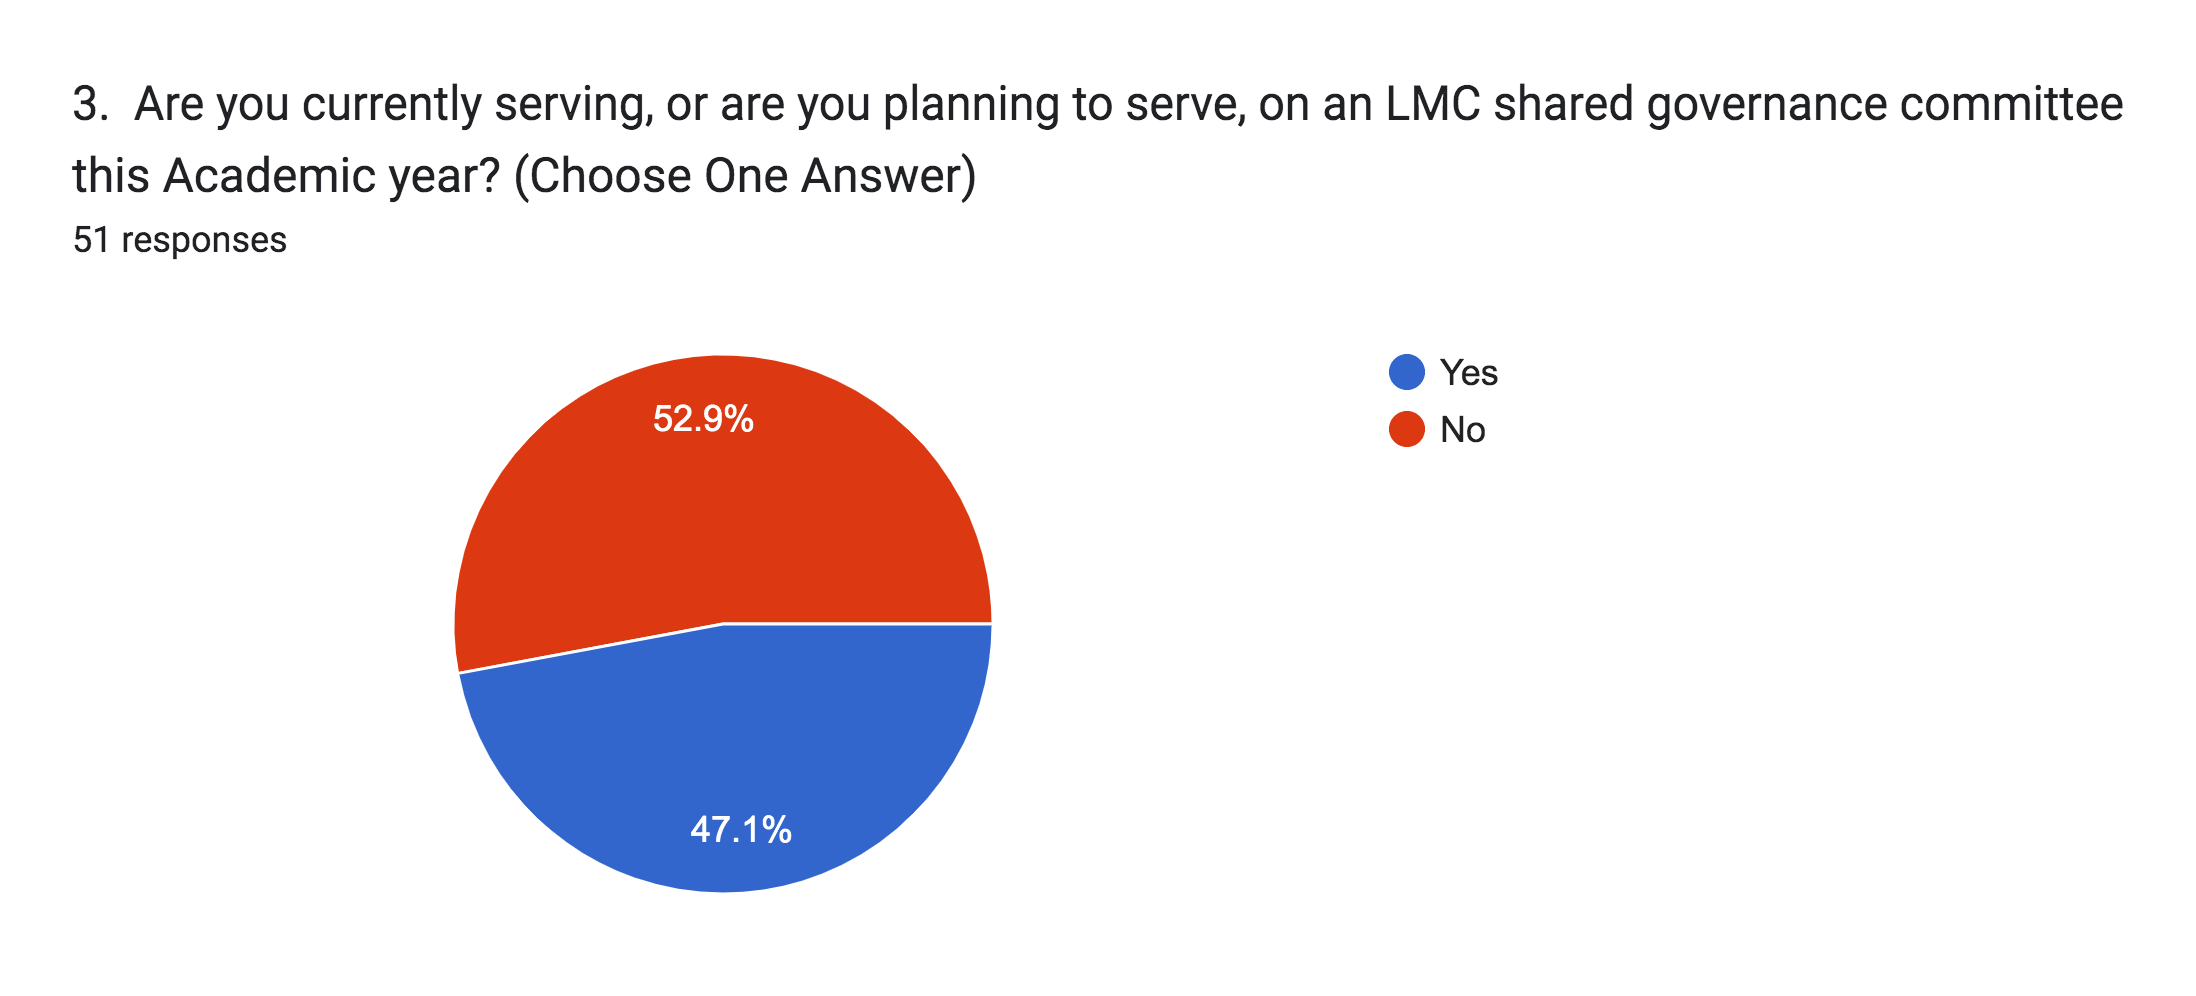 3.  Are you currently serving, or are you planning to serve, on an LMC shared governance committee
this Academic year? (Choose One Answer)
51 responses
Yes
No
52.9%
47.1%